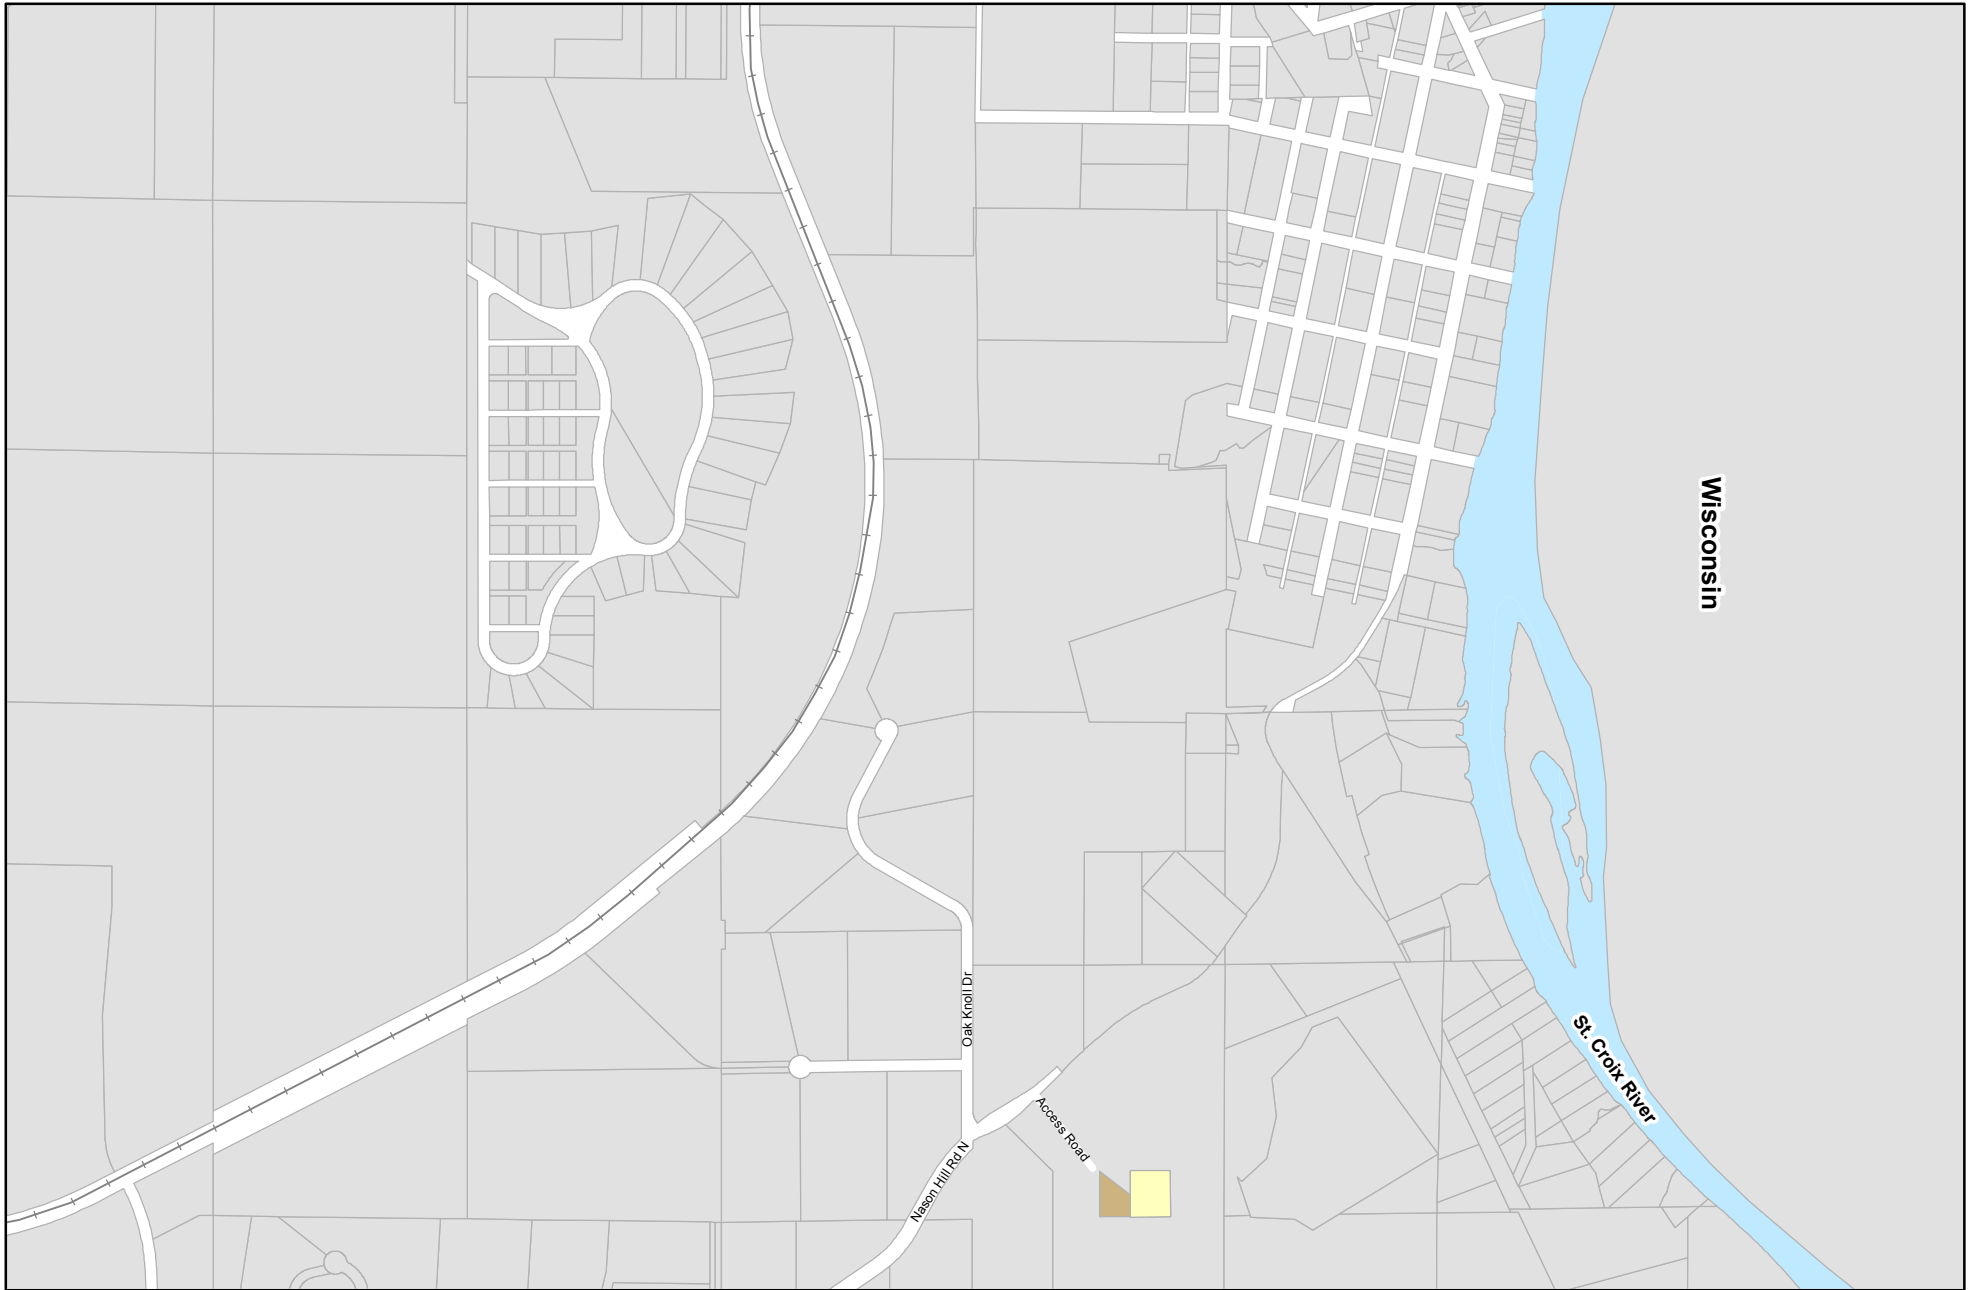 Wisconsin
Oak Knoll Dr
St. Croix River
Access Road
Nason Hill Rd N